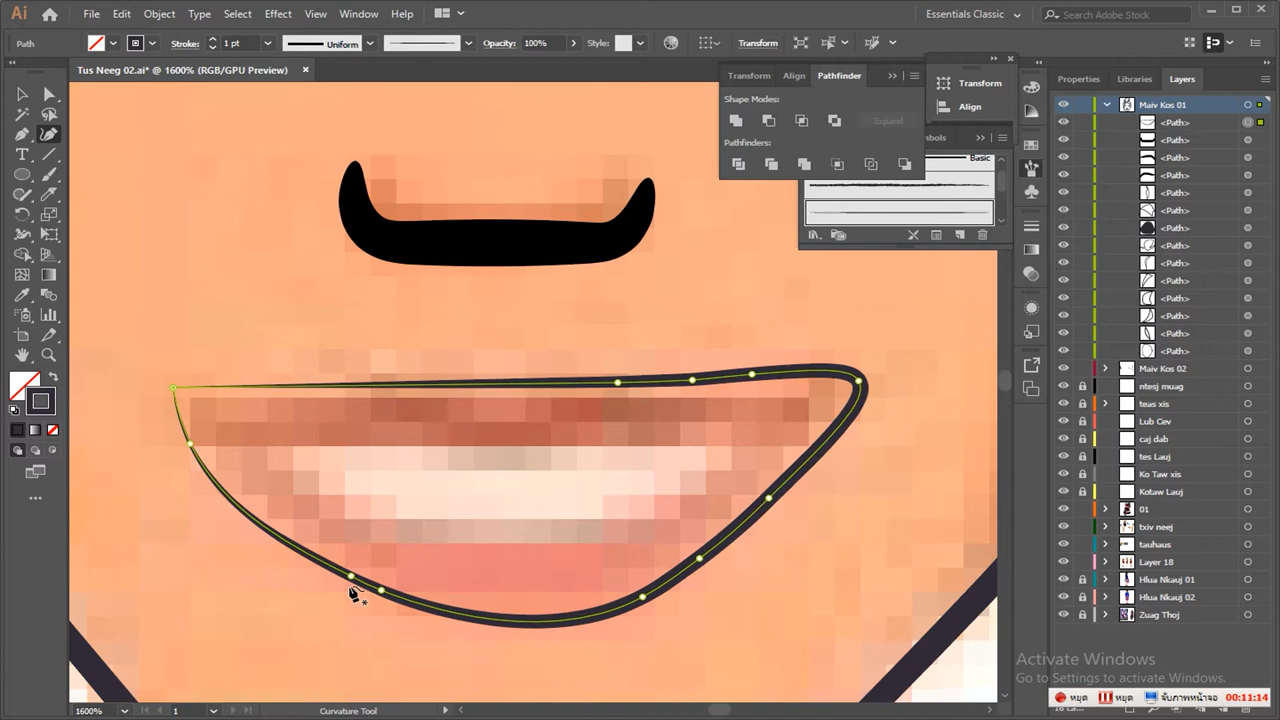 Ai File Edit Object Type Select Effect View Window Help Essentials Classic Search Adobe Stock
Path Stroke: 1 pt Uniform Opacity: 100% Style: Transform
Tus Neeg 02.ai* @ 1600% (RGB/GPU Preview)
Transform Align Pathfinder
Shape Modes:
Expand
Pathfinders:
Transform
Align
mbols
Basic
Properties Libraries Layers
Maiv Kos 01
<Path>
<Path>
<Path>
<Path>
<Path>
<Path>
<Path>
<Path>
<Path>
<Path>
<Path>
<Path>
<Path>
<Path>
Maiv Kos 02
ntesj muag
teas xis
Lub Cev
caj dab
tes Lauj
Ko Taw xis
Kotaw Lauj
01
txiv neej
tauhaus
Layer 18
Hlua Nkauj 01
Hlua Nkauj 02
Zuag Thoj
Activate Windows
Go to Settings to activate Windows.
หยุด หยุด จับภาพหน้าจอ 00:11:14
1600% 1 Curvature Tool